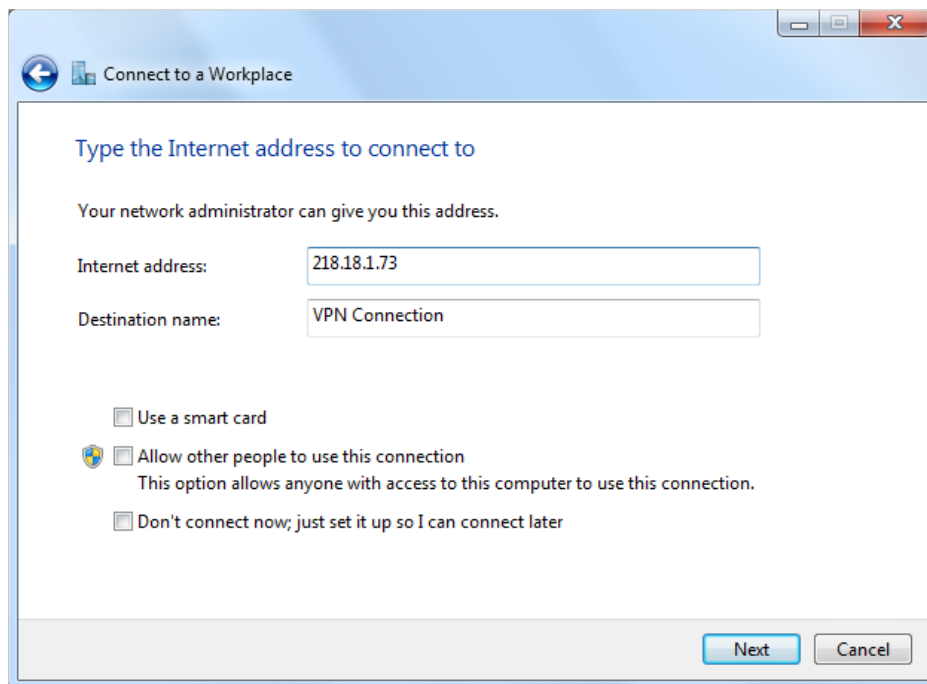 Connect to a Workplace
Type the Internet address to connect to
Your network administrator can give you this address.
Internet address: 218.18.1.73
Destination name: VPN Connection
Use a smart card
Allow other people to use this connection
This option allows anyone with access to this computer to use this connection.
Don't connect now; just set it up so I can connect later
Next Cancel